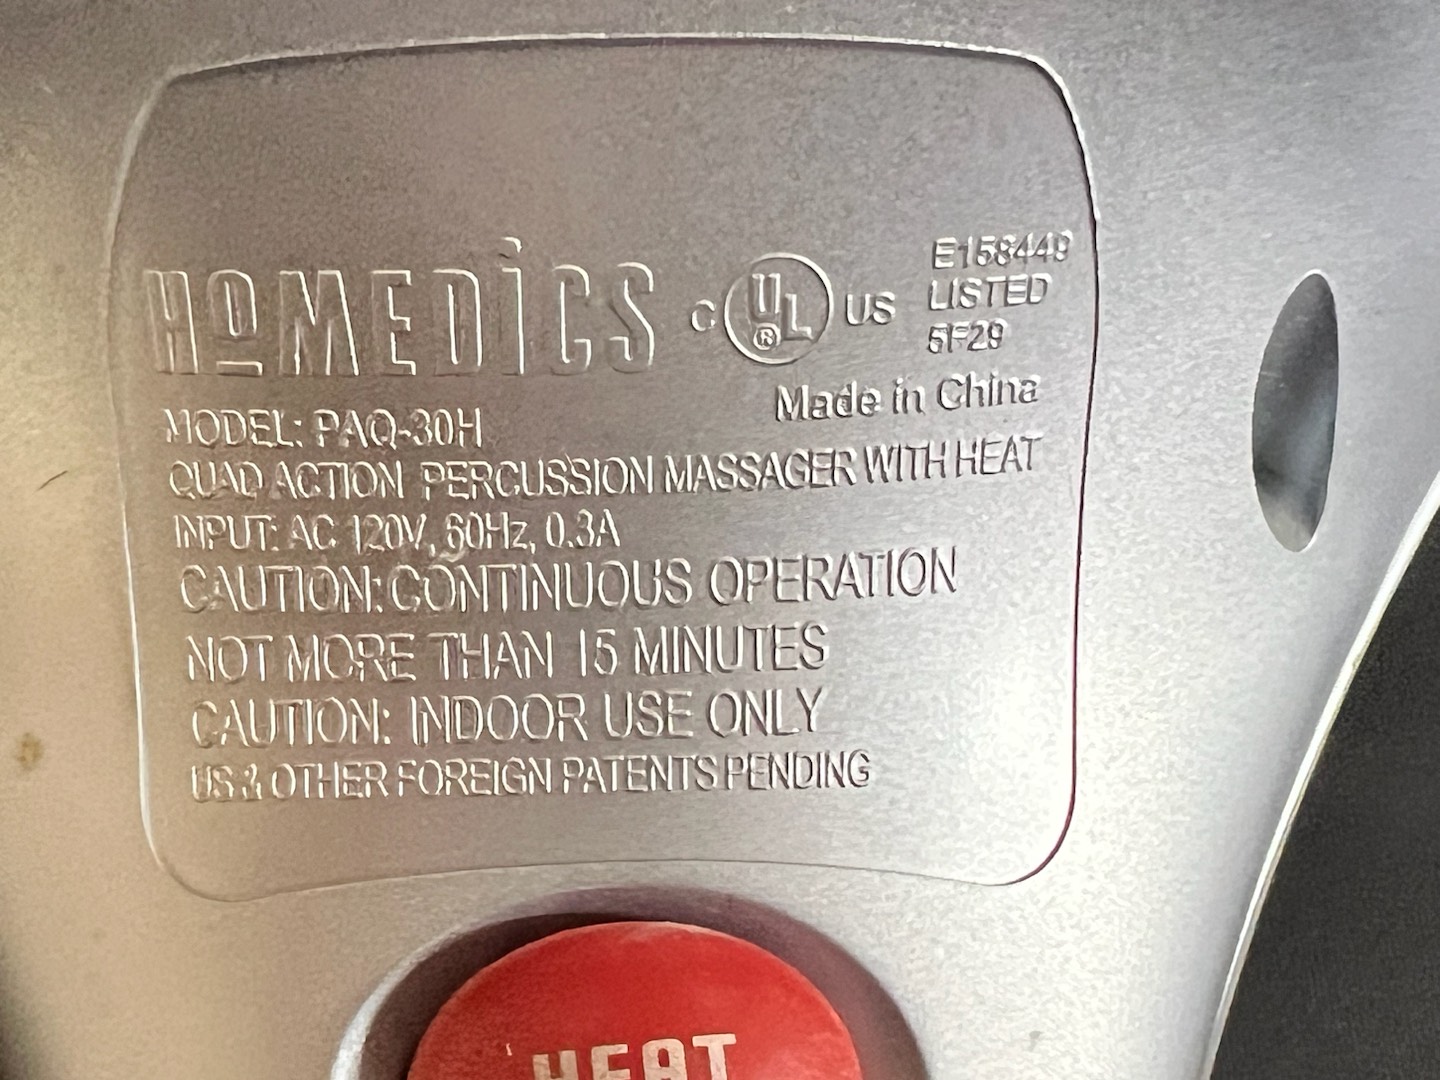 HoMEDiCS
C UL ® US
E158449
LISTED
5F29
Made in China
MODEL: PAQ-30H
QUAD ACTION PERCUSSION MASSAGER WITH HEAT
INPUT: AC 120V, 60Hz, 0.3A
CAUTION: CONTINUOUS OPERATION
NOT MORE THAN 15 MINUTES
CAUTION: INDOOR USE ONLY
US & OTHER FOREIGN PATENTS PENDING
HEAT